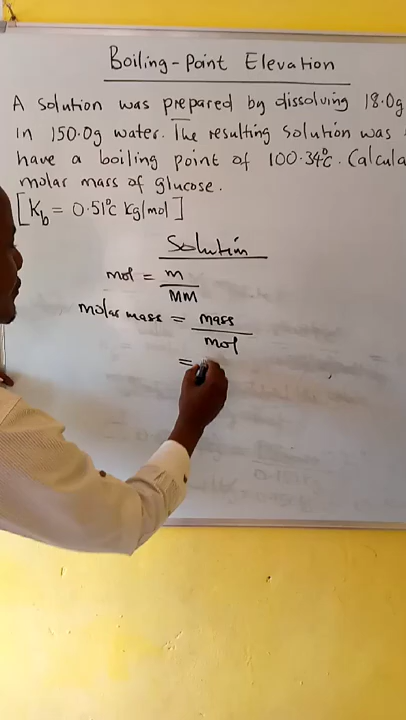 Boiling-Point Elevation
A solution was prepared by dissolving 18.0g
in 150.0g water. The resulting solution was
have a boiling point of 100.34°C. Calcula
molar mass of glucose.
[Kb = 0.51°C kg/mol]
Solution
mol = m
MM
molar mass = mass
mol
=